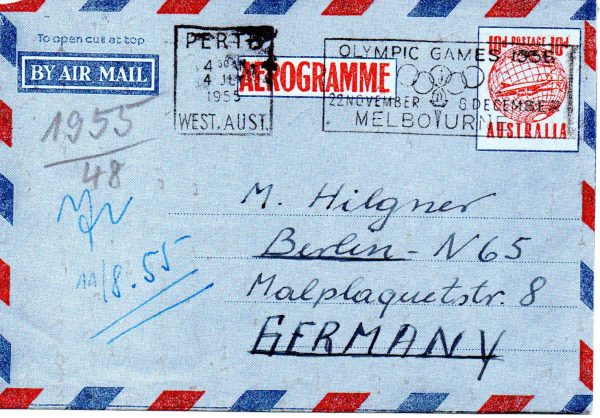 To open cut at top
BY AIR MAIL
AEROGRAMME
10d POSTAGE 10d
AUSTRALIA
PERTH
4 JL
1955
WEST. AUST.
OLYMPIC GAMES 1956
22 NOVEMBER 8 DECEMBER
MELBOURNE
1955
48
11/8.55
M. Hilgner
Berlin-N65
Malplaquetstr. 8
GERMANY